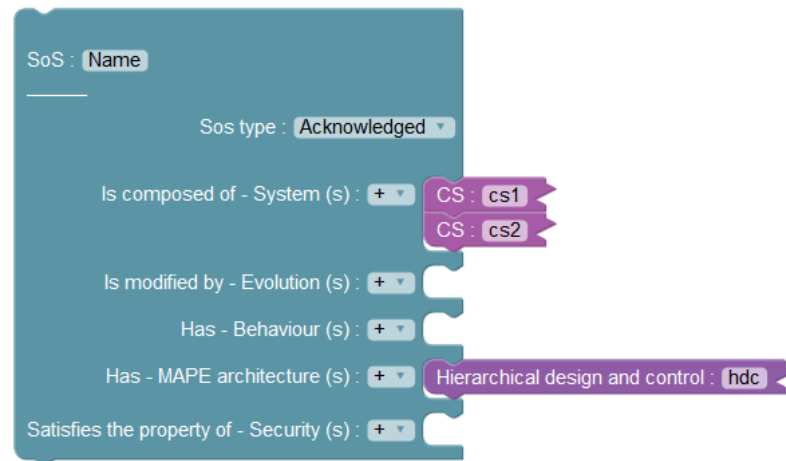 SoS : Name
Sos type : Acknowledged
Is composed of - System (s) : + CS : cs1
CS : cs2
Is modified by - Evolution (s) : +
Has - Behaviour (s) : +
Has - MAPE architecture (s) : + Hierarchical design and control : hdc
Satisfies the property of - Security (s) : +